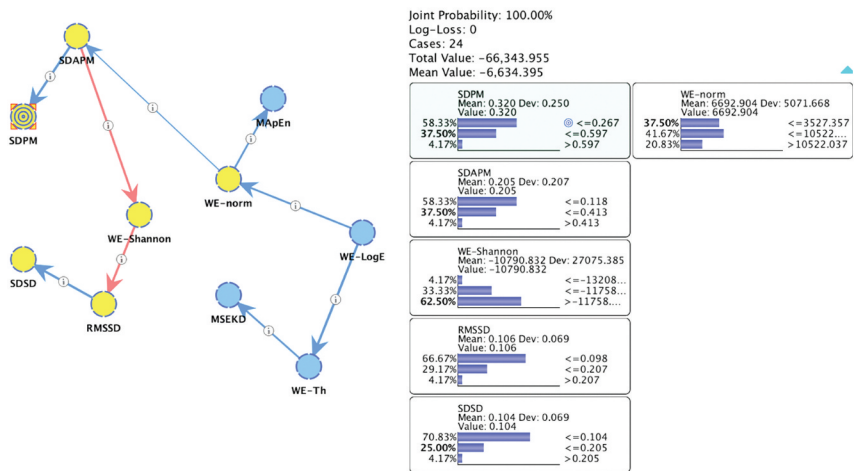 SDAPM
SDPM
MApEn
WE-norm
WE-Shannon
WE-LogE
SDSD
RMSSD
MSEKD
WE-Th
i
i
i
i
i
i
i
i
i
Joint Probability: 100.00%
Log-Loss: 0
Cases: 24
Total Value: -66,343.955
Mean Value: -6,634.395
SDPM
Mean: 0.320 Dev: 0.250
Value: 0.320
58.33% <=0.267
37.50% <=0.597
4.17% >0.597
SDAPM
Mean: 0.205 Dev: 0.207
Value: 0.205
58.33% <=0.118
37.50% <=0.413
4.17% >0.413
WE-Shannon
Mean: -10790.832 Dev: 27075.385
Value: -10790.832
4.17% <=-13208...
33.33% <=-11758...
62.50% >-11758....
RMSSD
Mean: 0.106 Dev: 0.069
Value: 0.106
66.67% <=0.098
29.17% <=0.207
4.17% >0.207
SDSD
Mean: 0.104 Dev: 0.069
Value: 0.104
70.83% <=0.104
25.00% <=0.205
4.17% >0.205
WE-norm
Mean: 6692.904 Dev: 5071.668
Value: 6692.904
37.50% <=3527.357
41.67% <=10522....
20.83% >10522.037